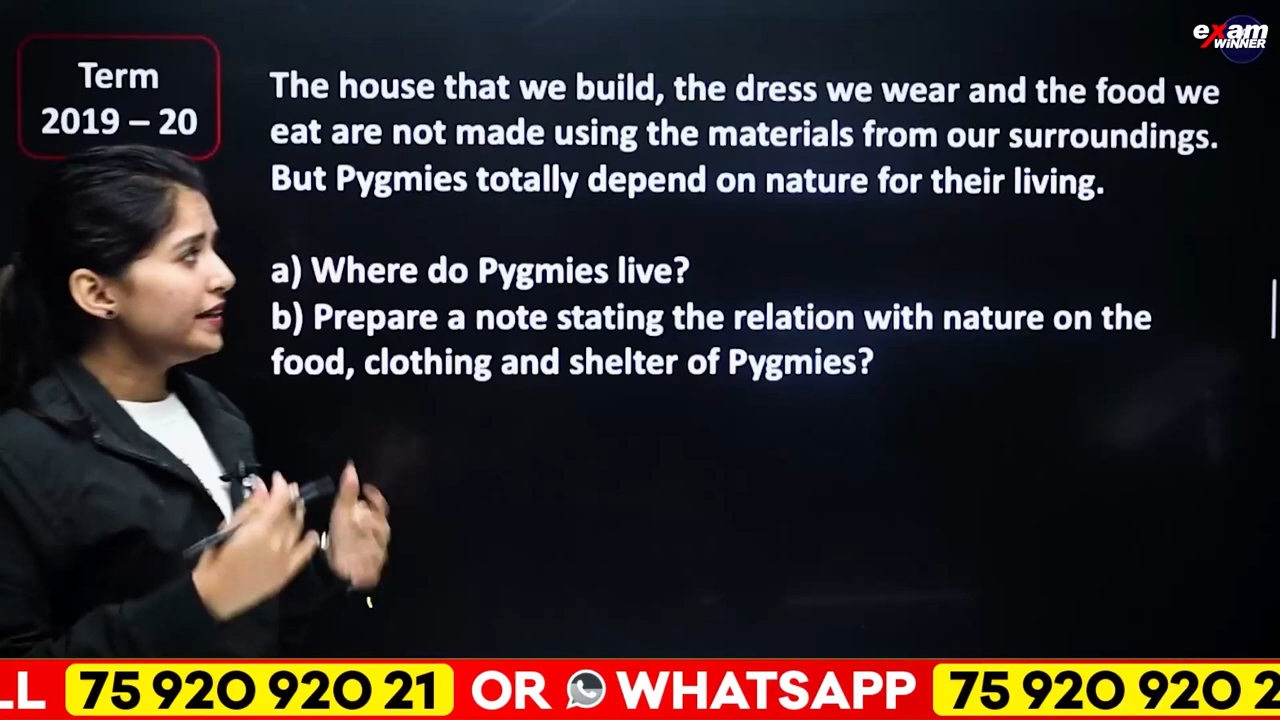 exam
WiNNER
Term
2019 – 20
The house that we build, the dress we wear and the food we
eat are not made using the materials from our surroundings.
But Pygmies totally depend on nature for their living.
a) Where do Pygmies live?
b) Prepare a note stating the relation with nature on the
food, clothing and shelter of Pygmies?
LL 75 920 920 21 OR WHATSAPP 75 920 920 2